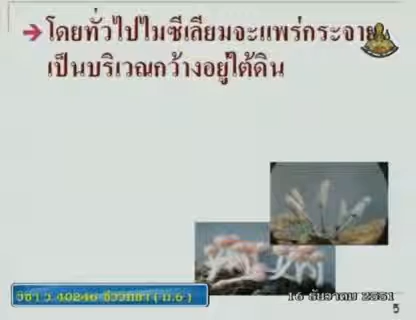 โดยทั่วไปไมซีเลียมจะแพร่กระจาย
เป็นบริเวณกว้างอยู่ใต้ดิน
วิชา ว 40246 ชีววิทยา ( ม.6 )
16 ธันวาคม 2551
5